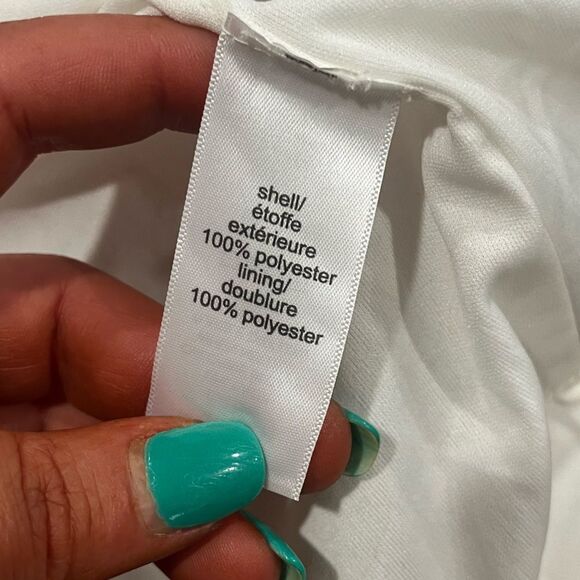 shell/
étoffe
extérieure
100% polyester
lining/
doublure
100% polyester